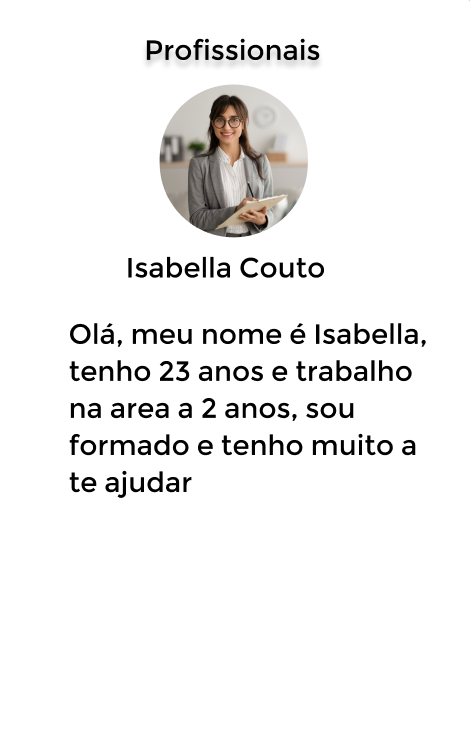 Profissionais
Isabella Couto
Olá, meu nome é Isabella,
tenho 23 anos e trabalho
na area a 2 anos, sou
formado e tenho muito a
te ajudar